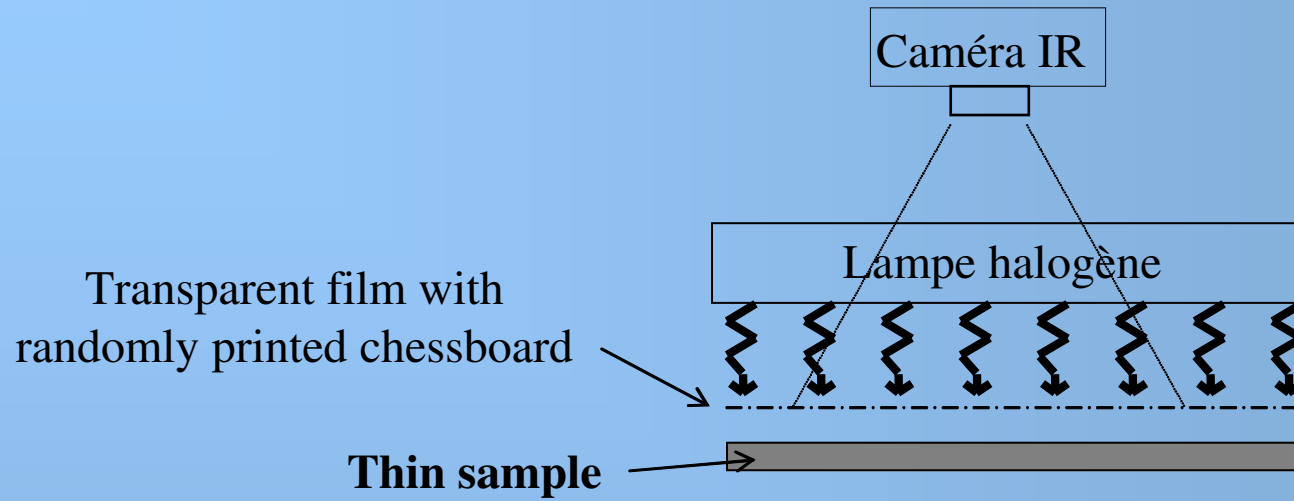 Caméra IR
Lampe halogène
Transparent film with
randomly printed chessboard
Thin sample